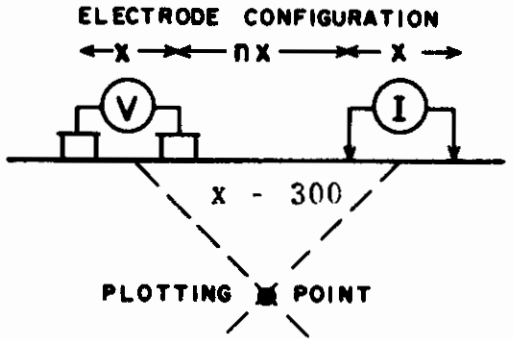 ELECTRODE CONFIGURATION
x nx x
V I
x - 300
PLOTTING POINT